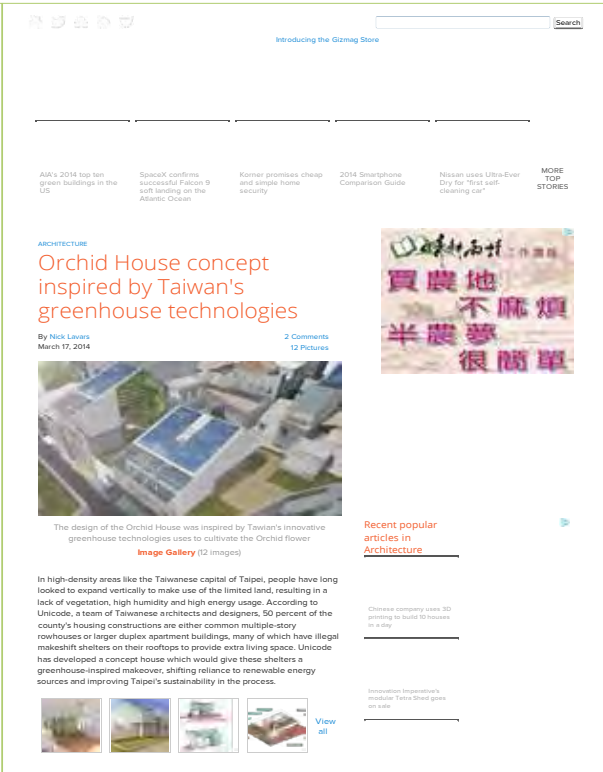 Search
Introducing the Gizmag Store
AIA's 2014 top ten
green buildings in the
US
SpaceX confirms
successful Falcon 9
soft landing on the
Atlantic Ocean
Korner promises cheap
and simple home
security
2014 Smartphone
Comparison Guide
Nissan uses Ultra-Ever
Dry for "first self-
cleaning car"
MORE
TOP
STORIES
ARCHITECTURE
Orchid House concept
inspired by Taiwan's
greenhouse technologies
By Nick Lavars
March 17, 2014
2 Comments
12 Pictures
買農地
不麻煩
半農夢
很簡單
The design of the Orchid House was inspired by Tawian's innovative
greenhouse technologies uses to cultivate the Orchid flower
Image Gallery (12 images)
In high-density areas like the Taiwanese capital of Taipei, people have long
looked to expand vertically to make use of the limited land, resulting in a
lack of vegetation, high humidity and high energy usage. According to
Unicode, a team of Taiwanese architects and designers, 50 percent of the
county's housing constructions are either common multiple-story
rowhouses or larger duplex apartment buildings, many of which have illegal
makeshift shelters on their rooftops to provide extra living space. Unicode
has developed a concept house which would give these shelters a
greenhouse-inspired makeover, shifting reliance to renewable energy
sources and improving Taipei's sustainability in the process.
View
all
Recent popular
articles in
Architecture
Chinese company uses 3D
printing to build 10 houses
in a day
Innovation Imperative's
modular Tetra Shed goes
on sale